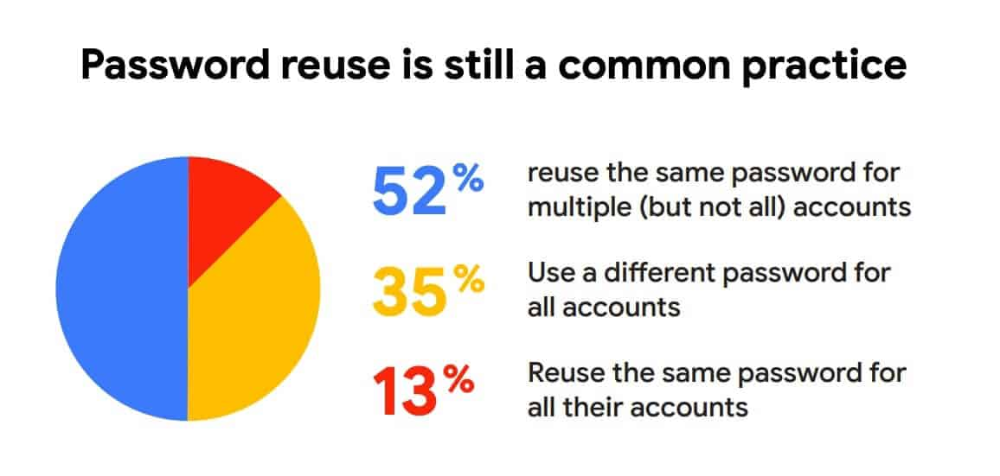 Password reuse is still a common practice
52%
reuse the same password for
multiple (but not all) accounts
35%
Use a different password for
all accounts
13%
Reuse the same password for
all their accounts